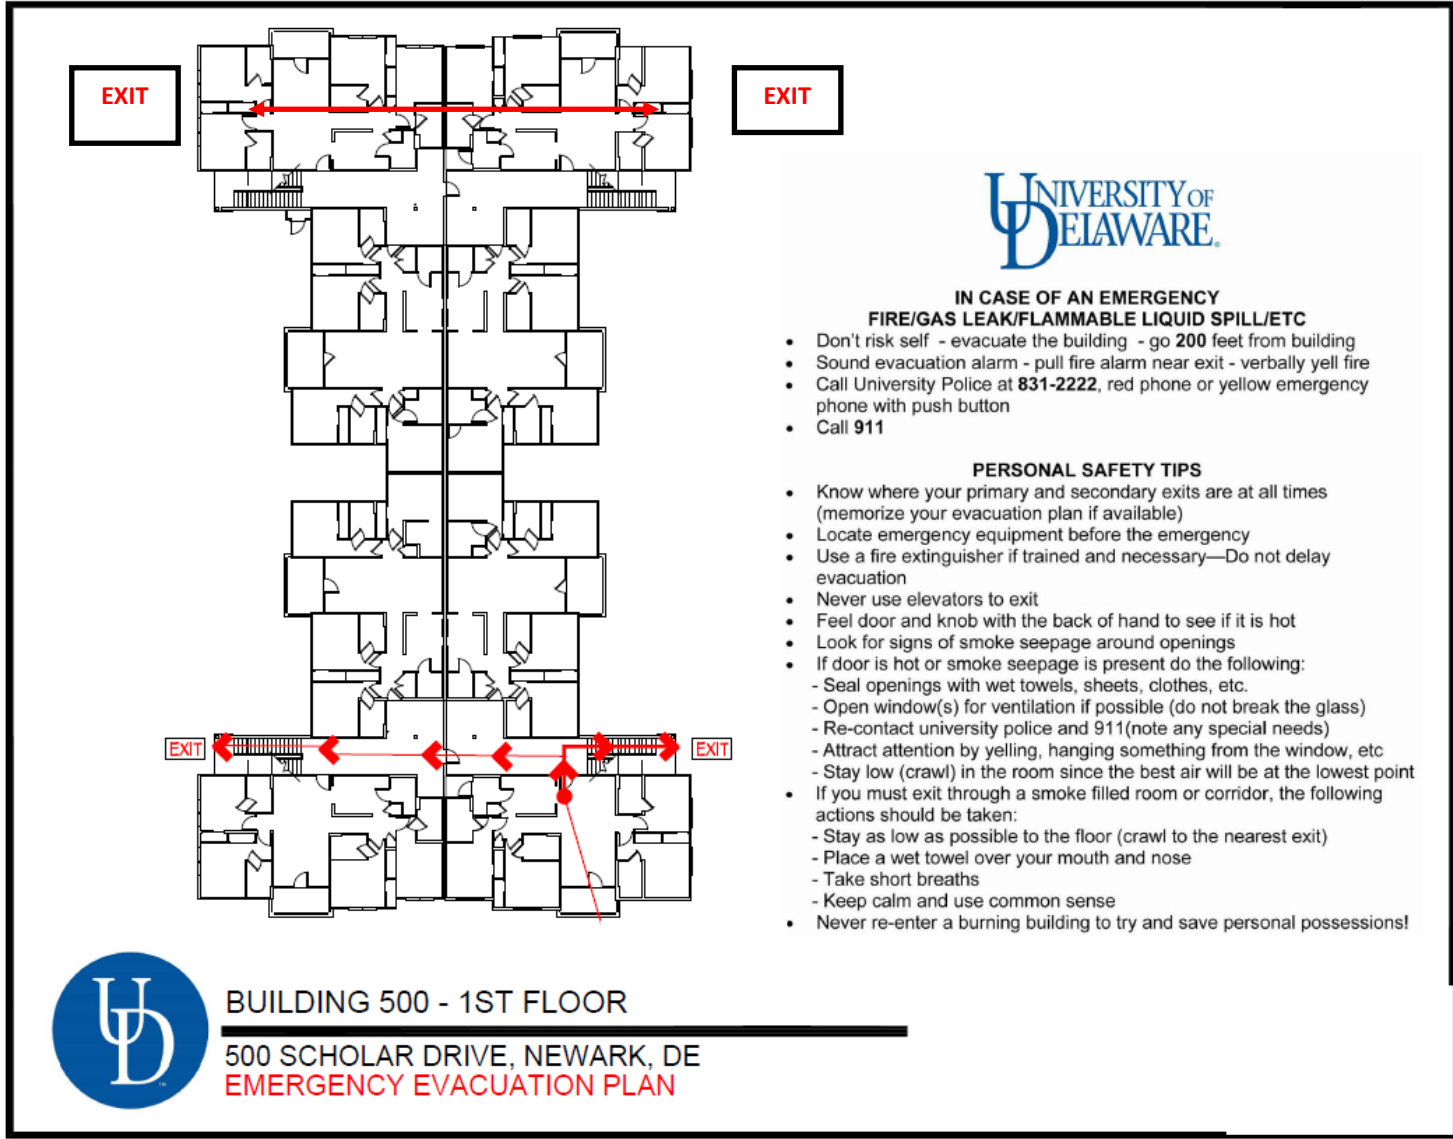 EXIT
EXIT
UNIVERSITY OF
DELAWARE.
IN CASE OF AN EMERGENCY
FIRE/GAS LEAK/FLAMMABLE LIQUID SPILL/ETC
• Don't risk self - evacuate the building - go 200 feet from building
• Sound evacuation alarm - pull fire alarm near exit - verbally yell fire
• Call University Police at 831-2222, red phone or yellow emergency
phone with push button
• Call 911
PERSONAL SAFETY TIPS
• Know where your primary and secondary exits are at all times
(memorize your evacuation plan if available)
• Locate emergency equipment before the emergency
• Use a fire extinguisher if trained and necessary—Do not delay
evacuation
• Never use elevators to exit
• Feel door and knob with the back of hand to see if it is hot
• Look for signs of smoke seepage around openings
• If door is hot or smoke seepage is present do the following:
- Seal openings with wet towels, sheets, clothes, etc.
- Open window(s) for ventilation if possible (do not break the glass)
- Re-contact university police and 911(note any special needs)
- Attract attention by yelling, hanging something from the window, etc
- Stay low (crawl) in the room since the best air will be at the lowest point
• If you must exit through a smoke filled room or corridor, the following
actions should be taken:
- Stay as low as possible to the floor (crawl to the nearest exit)
- Place a wet towel over your mouth and nose
- Take short breaths
- Keep calm and use common sense
• Never re-enter a burning building to try and save personal possessions!
EXIT
EXIT
UD
BUILDING 500 - 1ST FLOOR
500 SCHOLAR DRIVE, NEWARK, DE
EMERGENCY EVACUATION PLAN